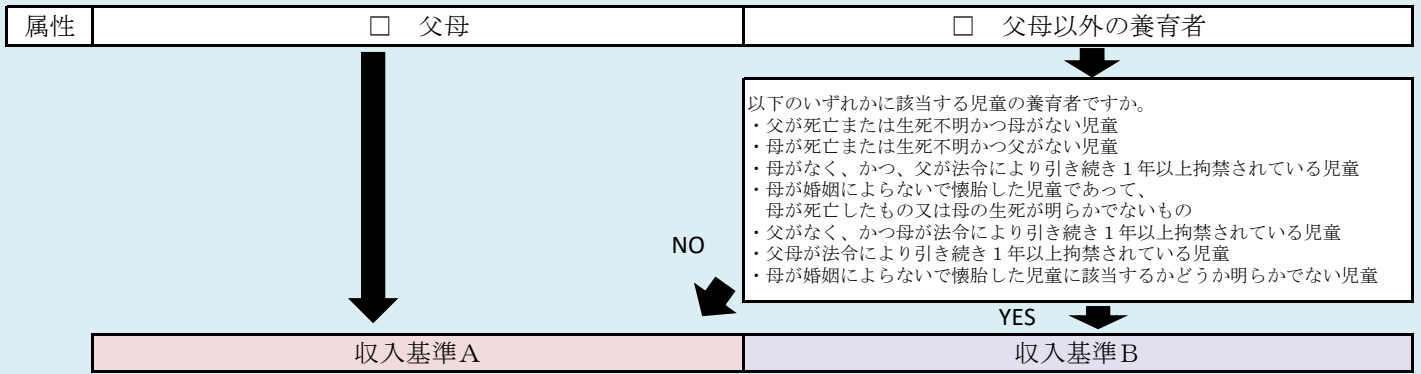 属性
□ 父母
□ 父母以外の養育者
以下のいずれかに該当する児童の養育者ですか。
・父が死亡または生死不明かつ母がない児童
・母が死亡または生死不明かつ父がない児童
・母がなく、かつ、父が法令により引き続き１年以上拘禁されている児童
・母が婚姻によらないで懐胎した児童であって、
母が死亡したもの又は母の生死が明らかでないもの
・父がなく、かつ母が法令により引き続き１年以上拘禁されている児童
・父母が法令により引き続き１年以上拘禁されている児童
・母が婚姻によらないで懐胎した児童に該当するかどうか明らかでない児童
NO
YES
収入基準Ａ
収入基準Ｂ